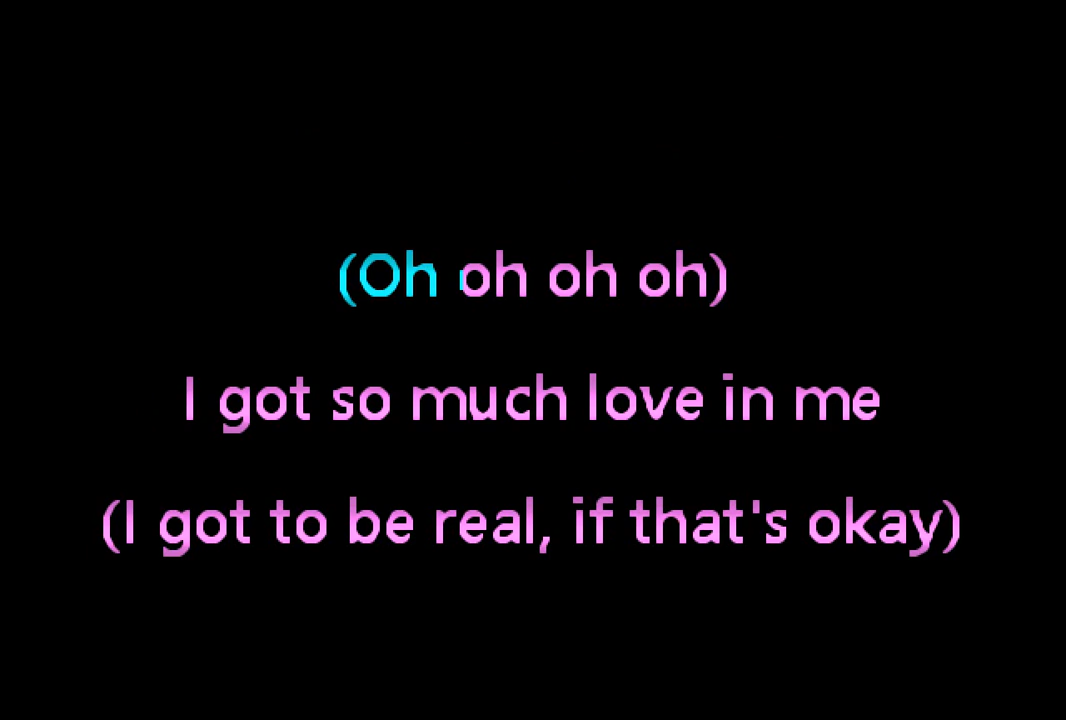 (Oh oh oh oh)
I got so much love in me
(I got to be real, if that's okay)